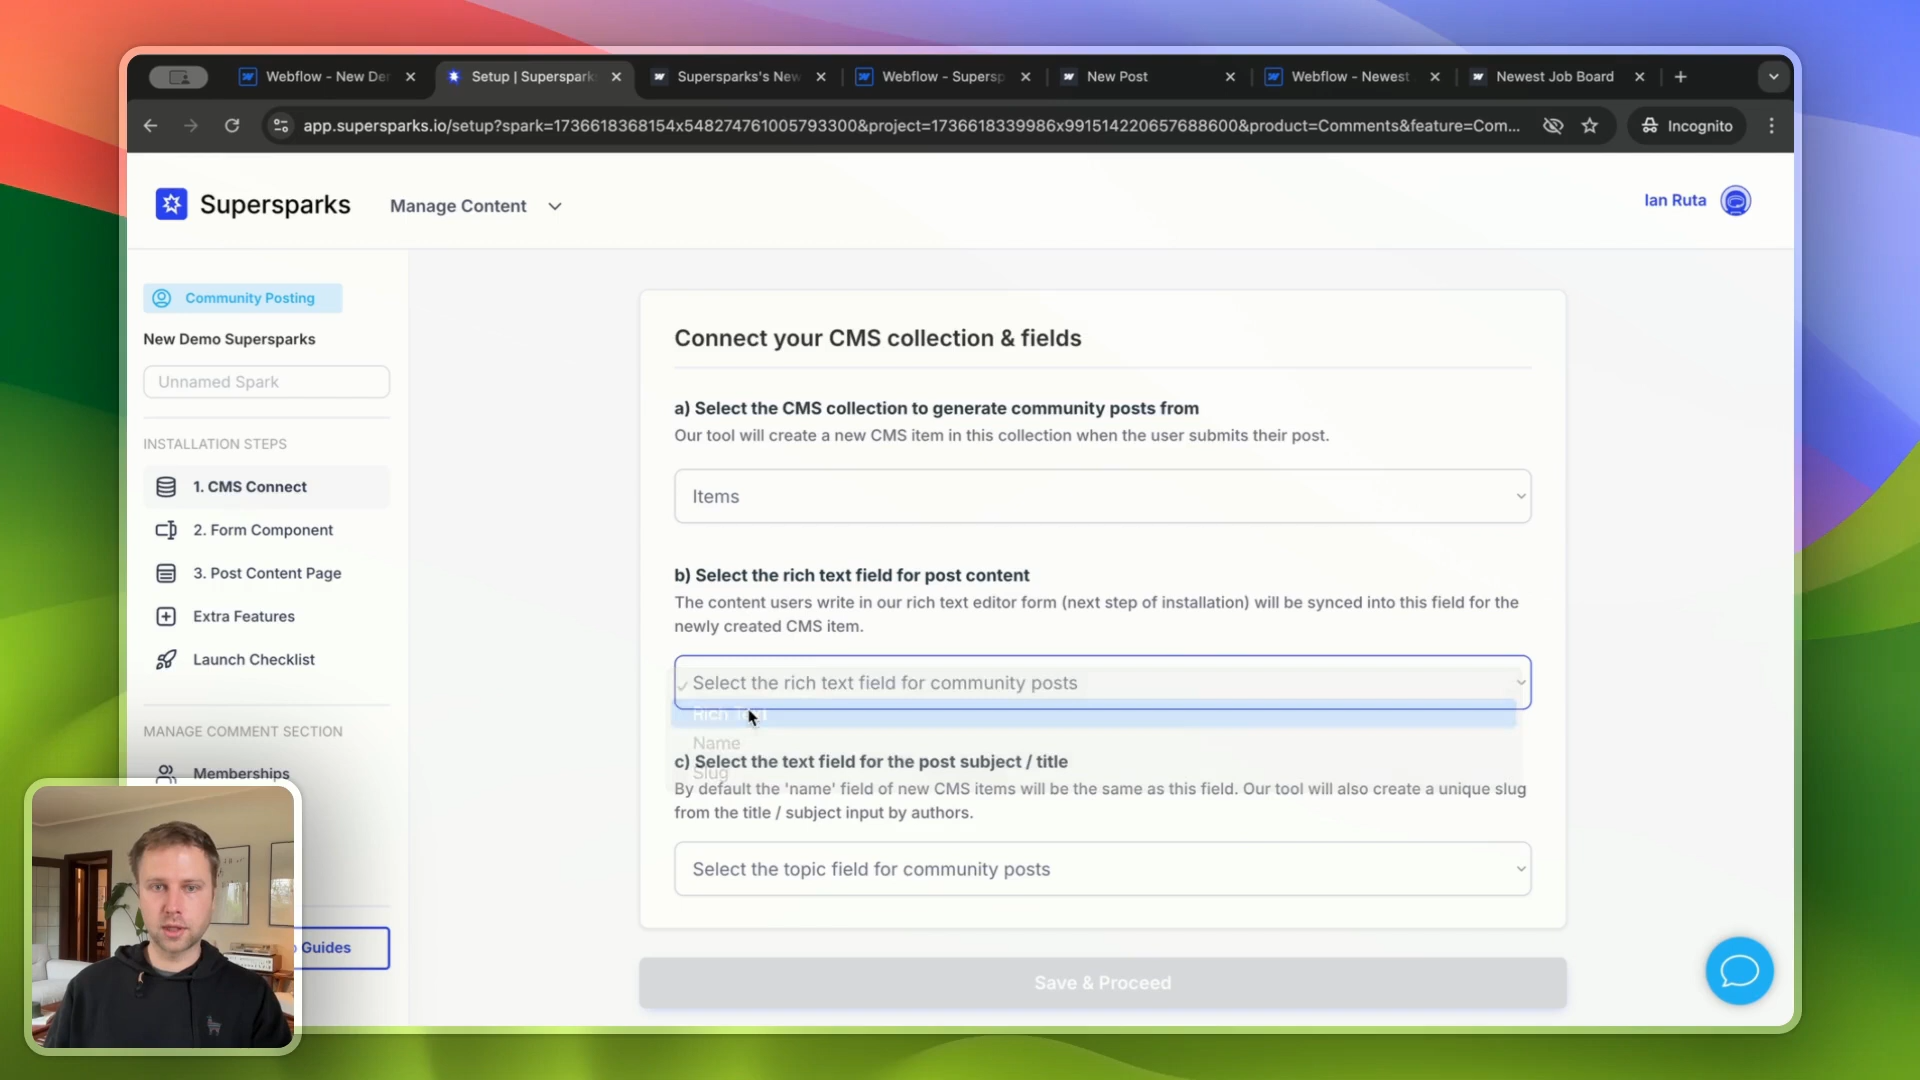 Webflow - New Der
Setup | Superspark
Supersparks's New
Webflow - Supersp
New Post
Webflow - Newest
Newest Job Board
app.supersparks.io/setup?spark=1736618368154x548274761005793300&project=1736618339986x991514220657688600&product=Comments&feature=Com...
Incognito
Supersparks
Manage Content
Ian Ruta
Community Posting
New Demo Supersparks
Unnamed Spark
INSTALLATION STEPS
1. CMS Connect
2. Form Component
3. Post Content Page
Extra Features
Launch Checklist
MANAGE COMMENT SECTION
Memberships
Guides
Connect your CMS collection & fields
a) Select the CMS collection to generate community posts from
Our tool will create a new CMS item in this collection when the user submits their post.
Items
b) Select the rich text field for post content
The content users write in our rich text editor form (next step of installation) will be synced into this field for the
newly created CMS item.
Select the rich text field for community posts
Rich Text
Name
c) Select the text field for the post subject / title
Slug
By default the 'name' field of new CMS items will be the same as this field. Our tool will also create a unique slug
from the title / subject input by authors.
Select the topic field for community posts
Save & Proceed